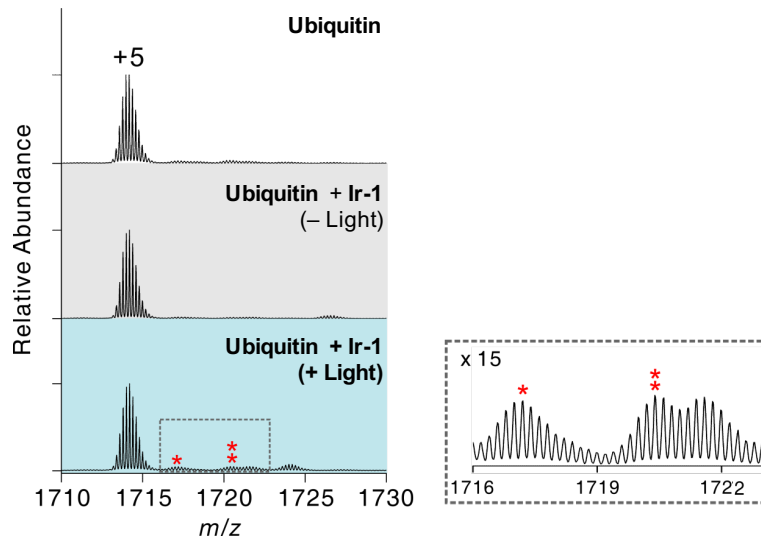 Ubiquitin
+5
Ubiquitin + Ir-1
(– Light)
Relative Abundance
Ubiquitin + Ir-1
(+ Light)
*
*
*
1710 1715 1720 1725 1730
m/z
x 15
*
*
*
1716 1719 1722